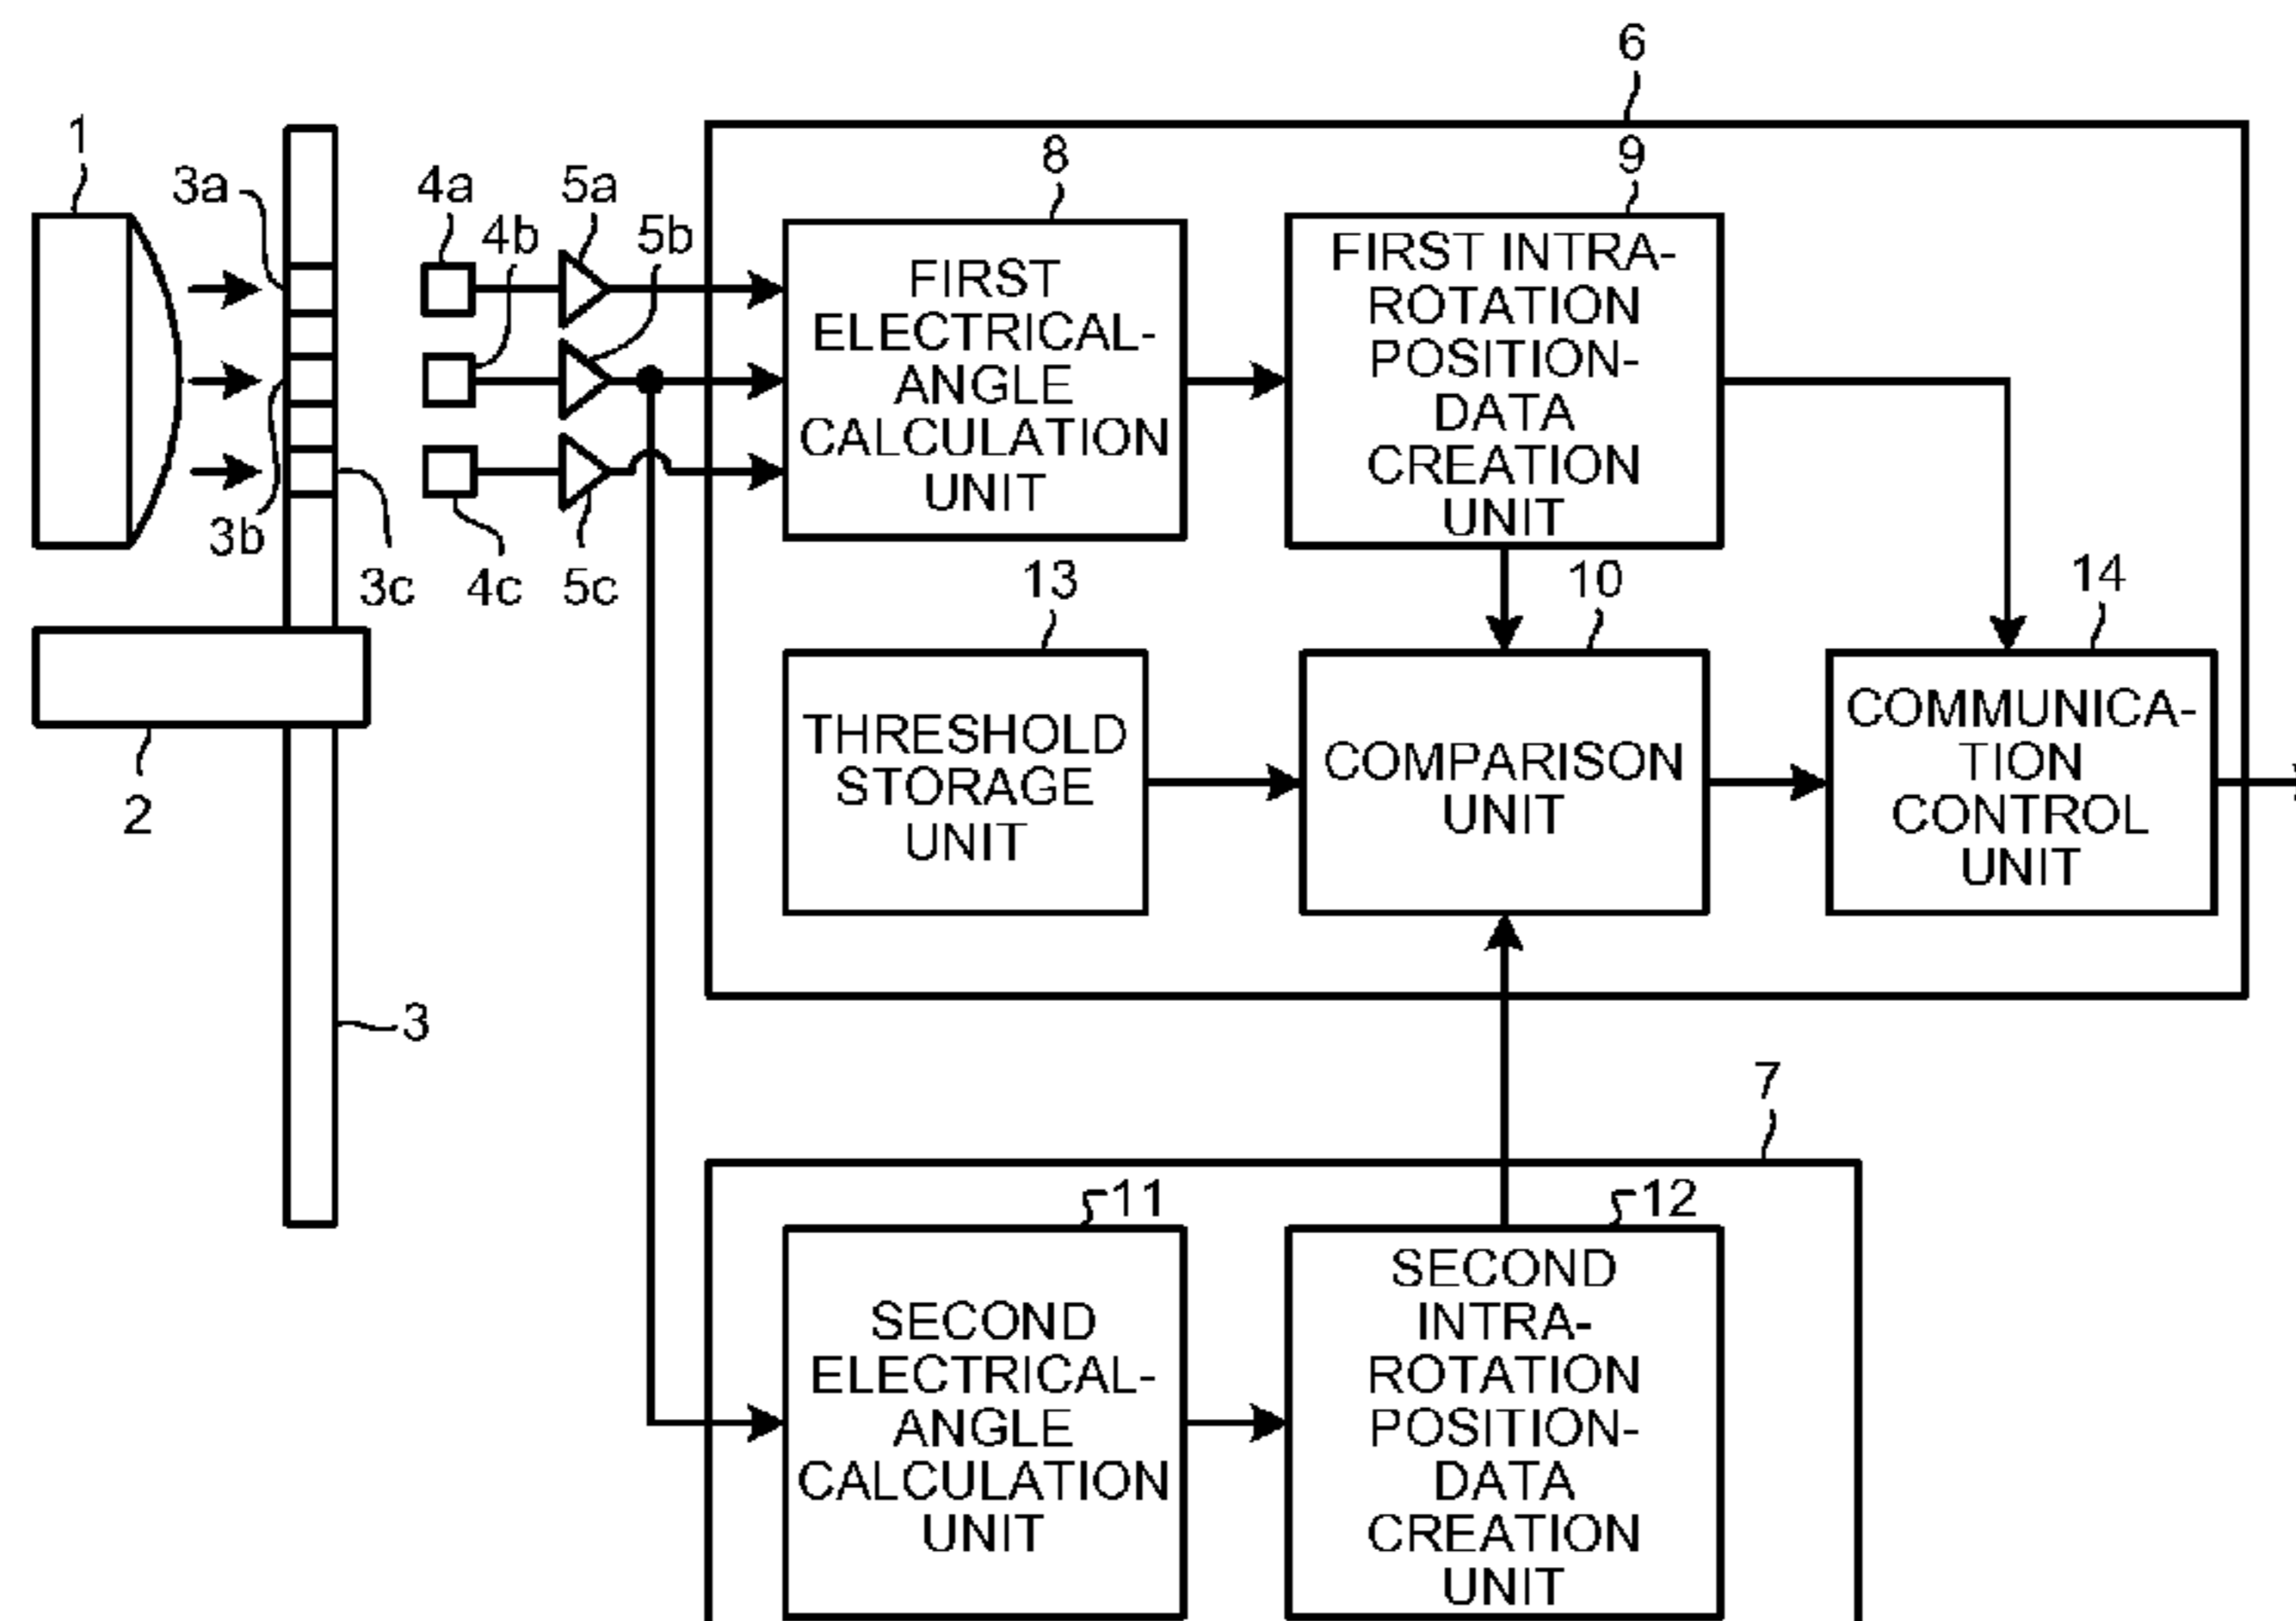 6
1
8
9
3a
4a
5a
4b
5b
FIRST
ELECTRICAL-
ANGLE
CALCULATION
UNIT
FIRST INTRA-
ROTATION
POSITION-
DATA
CREATION
UNIT
3b
3c
4c
5c
13
10
14
THRESHOLD
STORAGE
UNIT
COMPARISON
UNIT
COMMUNICA-
TION
CONTROL
UNIT
2
3
7
11
12
SECOND
ELECTRICAL-
ANGLE
CALCULATION
UNIT
SECOND
INTRA-
ROTATION
POSITION-
DATA
CREATION
UNIT